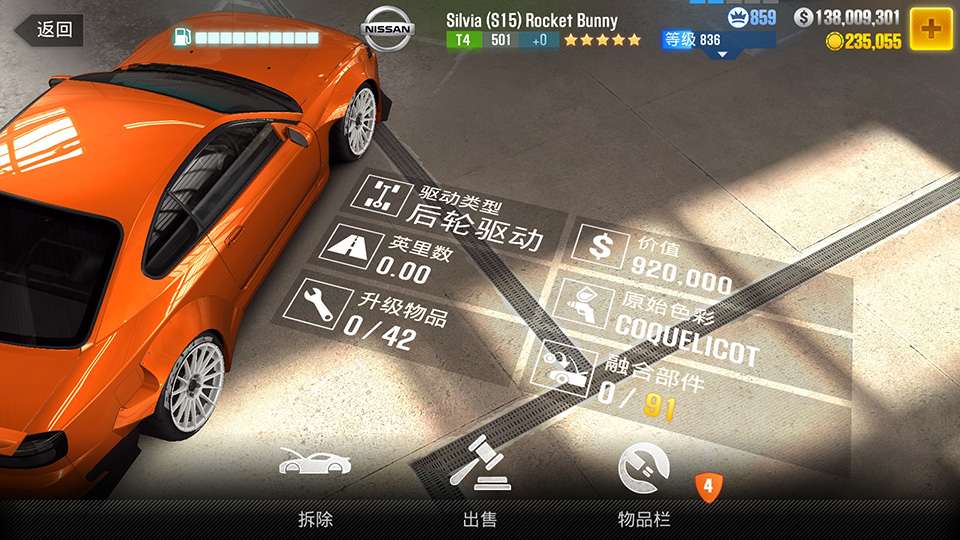 返回
NISSAN
Silvia (S15) Rocket Bunny
T4 501 +0
等级 836
859
138,009,301
235,055
驱动类型
后轮驱动
英里数
0.00
升级物品
0/42
价值
920,000
原始色彩
COQUELICOT
融合部件
0/91
拆除
出售
物品栏
4